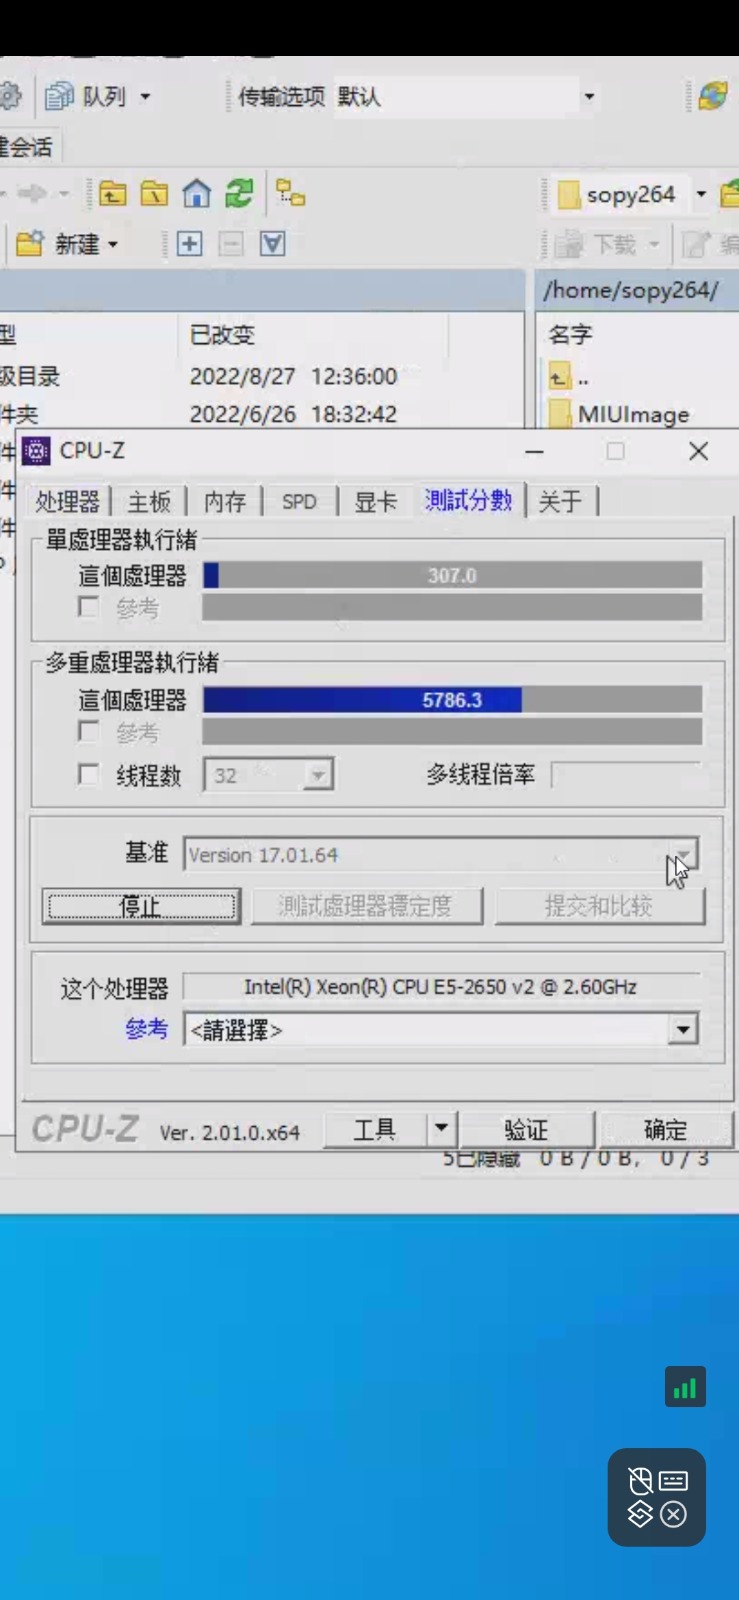 队列 传输选项 默认
建会话
sopy264
新建 下载 编
/home/sopy264/
型 已改变 名字
级目录 2022/8/27 12:36:00 ..
件夹 2022/6/26 18:32:42 MIUImage
件 CPU-Z
件 处理器 主板 内存 SPD 显卡 測試分數 关于
件
單處理器執行緒
這個處理器 307.0
參考
多重處理器執行緒
這個處理器 5786.3
參考
线程数 32 多线程倍率
基准 Version 17.01.64
停止 測試處理器穩定度 提交和比较
这个处理器 Intel(R) Xeon(R) CPU E5-2650 v2 @ 2.60GHz
參考 <請選擇>
CPU-Z Ver. 2.01.0.x64 工具 验证 确定
5已隐藏 0 B / 0 B, 0 / 3